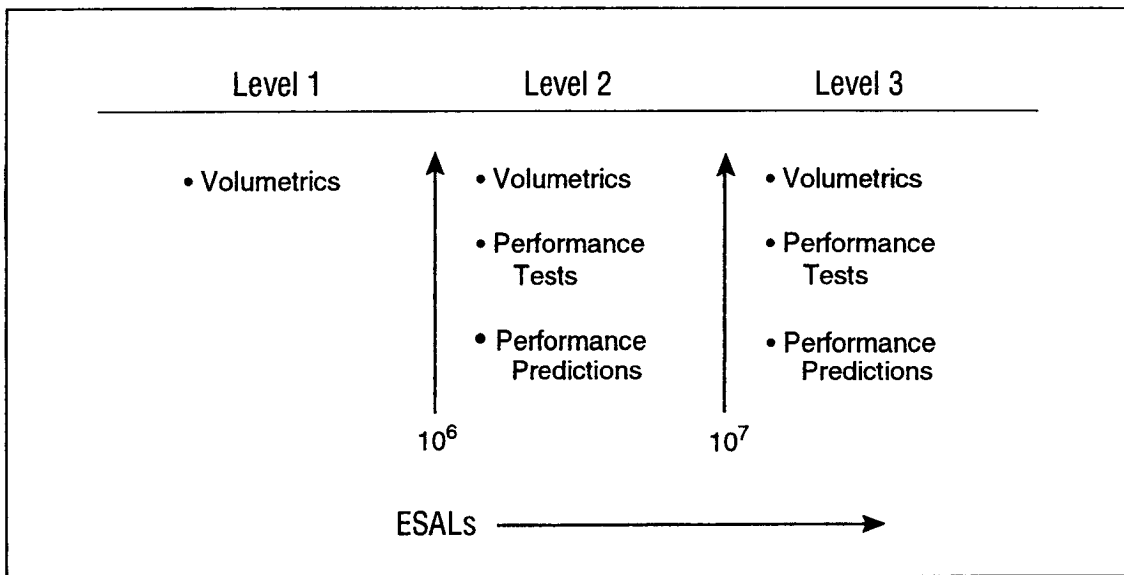 Level 1 Level 2 Level 3
• Volumetrics • Volumetrics • Volumetrics
• Performance Tests • Performance Tests
• Performance Predictions • Performance Predictions
10⁶ 10⁷
ESALs